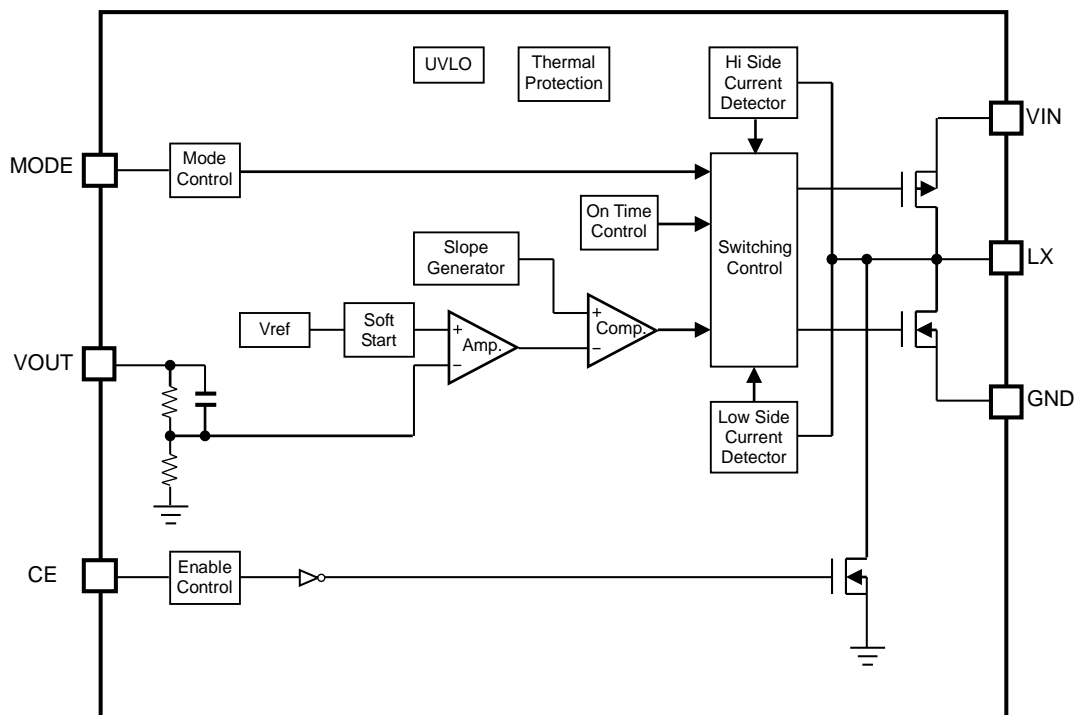 UVLO
Thermal
Protection
Hi Side
Current
Detector
VIN
MODE
Mode
Control
On Time
Control
Switching
Control
LX
Slope
Generator
Vref
Soft
Start
+
Amp.
−
+
Comp.
−
VOUT
GND
Low Side
Current
Detector
CE
Enable
Control